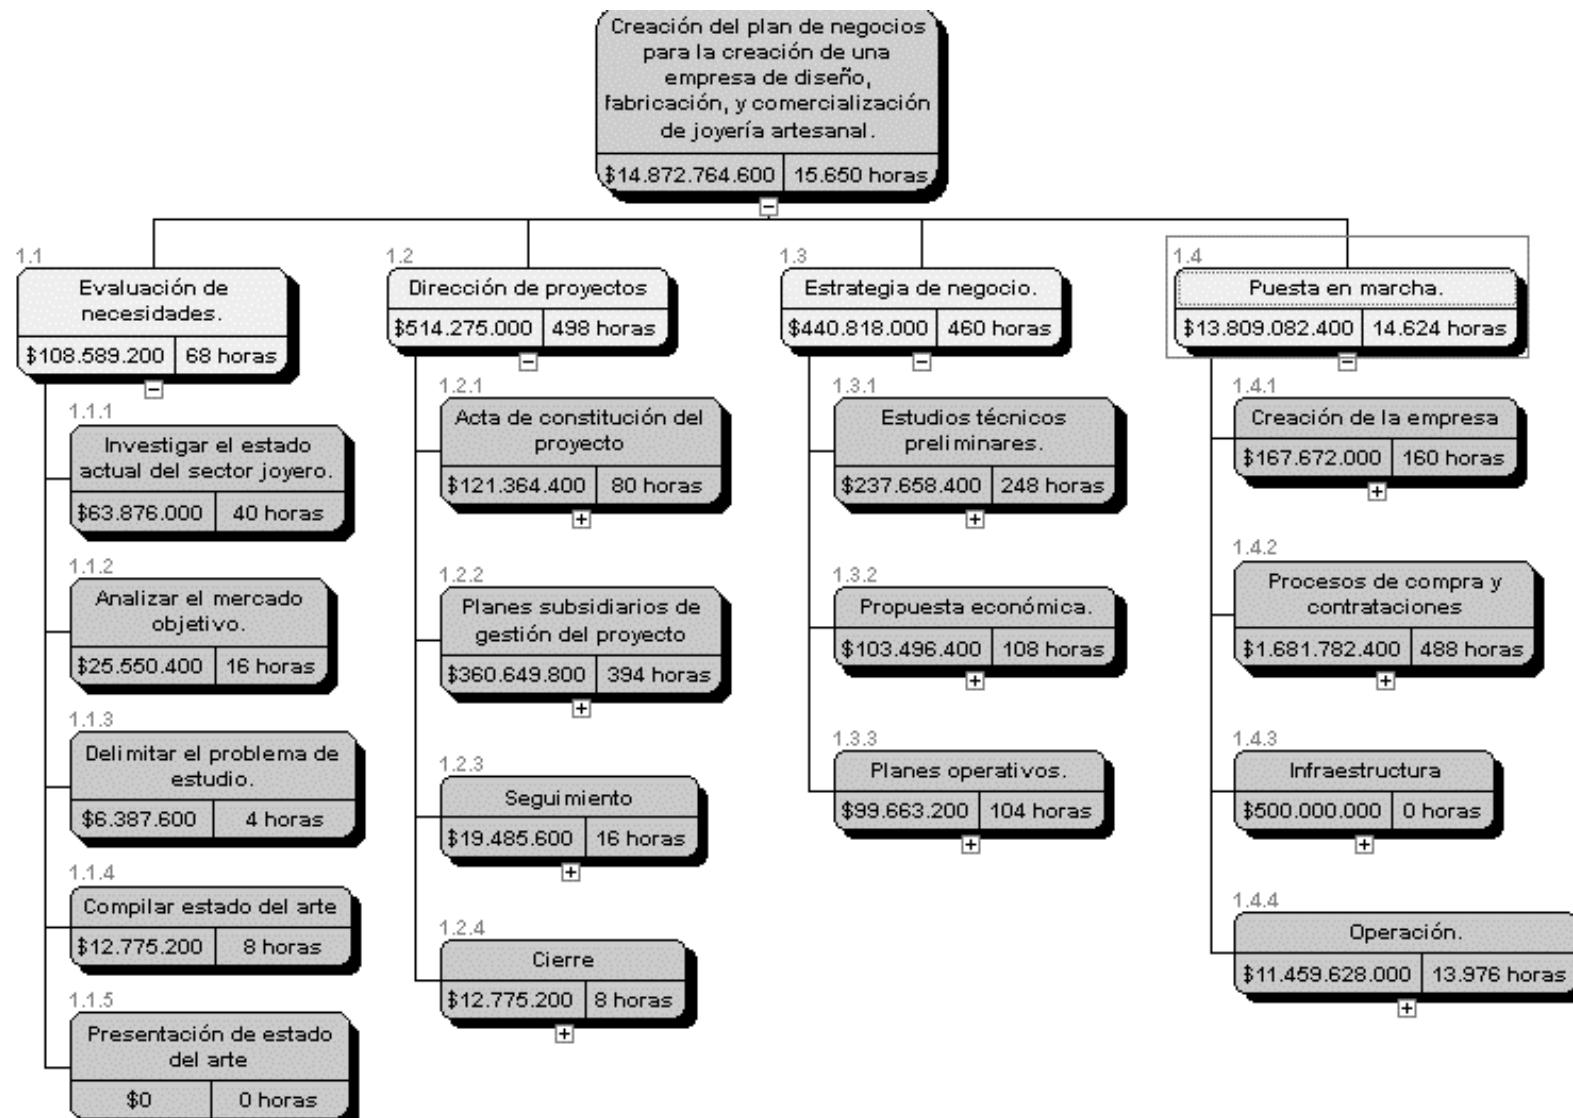 Creación del plan de negocios
para la creación de una
empresa de diseño,
fabricación, y comercialización
de joyería artesanal.
$14.872.764.600 15.650 horas
1.1
Evaluación de
necesidades.
$108.589.200 68 horas
1.1.1
Investigar el estado
actual del sector joyero.
$63.876.000 40 horas
1.1.2
Analizar el mercado
objetivo.
$25.550.400 16 horas
1.1.3
Delimitar el problema de
estudio.
$6.387.600 4 horas
1.1.4
Compilar estado del arte
$12.775.200 8 horas
1.1.5
Presentación de estado
del arte
$0 0 horas
1.2
Dirección de proyectos
$514.275.000 498 horas
1.2.1
Acta de constitución del
proyecto
$121.364.400 80 horas
1.2.2
Planes subsidiarios de
gestión del proyecto
$360.649.800 394 horas
1.2.3
Seguimiento
$19.485.600 16 horas
1.2.4
Cierre
$12.775.200 8 horas
1.3
Estrategia de negocio.
$440.818.000 460 horas
1.3.1
Estudios técnicos
preliminares.
$237.658.400 248 horas
1.3.2
Propuesta económica.
$103.496.400 108 horas
1.3.3
Planes operativos.
$99.663.200 104 horas
1.4
Puesta en marcha.
$13.809.082.400 14.624 horas
1.4.1
Creación de la empresa
$167.672.000 160 horas
1.4.2
Procesos de compra y
contrataciones
$1.681.782.400 488 horas
1.4.3
Infraestructura
$500.000.000 0 horas
1.4.4
Operación.
$11.459.628.000 13.976 horas